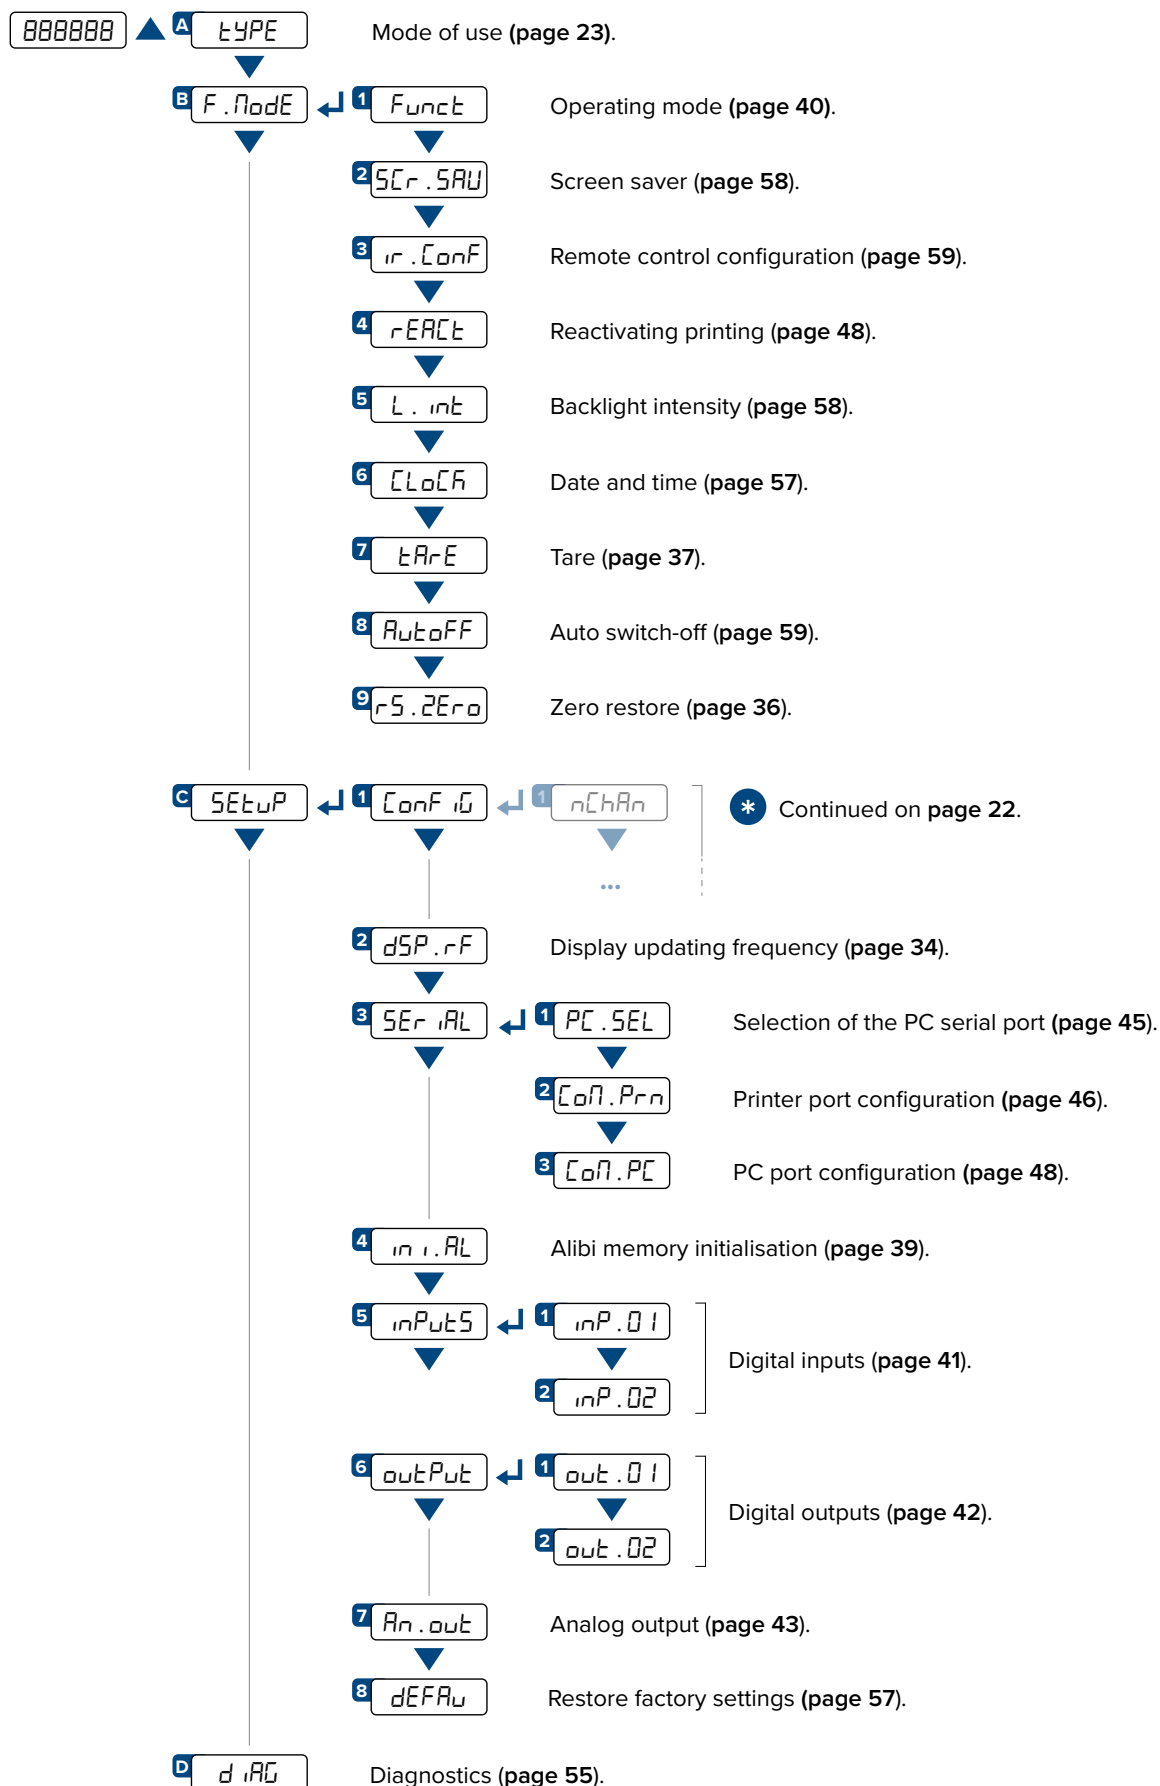 888888 A tYPE Mode of use (page 23).
B F.ModE 1 Funct Operating mode (page 40).
2 SCr.SAV Screen saver (page 58).
3 ir.ConF Remote control configuration (page 59).
4 rEACt Reactivating printing (page 48).
5 L.int Backlight intensity (page 58).
6 CLoCK Date and time (page 57).
7 tArE Tare (page 37).
8 AutoFF Auto switch-off (page 59).
9 rS.ZEro Zero restore (page 36).
C SEtuP 1 ConFiG 1 nChAn * Continued on page 22.
...
2 dSP.rF Display updating frequency (page 34).
3 SEriAL 1 PC.SEL Selection of the PC serial port (page 45).
2 CoM.Prn Printer port configuration (page 46).
3 CoM.PC PC port configuration (page 48).
4 ini.AL Alibi memory initialisation (page 39).
5 inPutS 1 inP.01
Digital inputs (page 41).
2 inP.02
6 outPut 1 out.01
Digital outputs (page 42).
2 out.02
7 An.out Analog output (page 43).
8 dEFAu Restore factory settings (page 57).
D diAG Diagnostics (page 55).